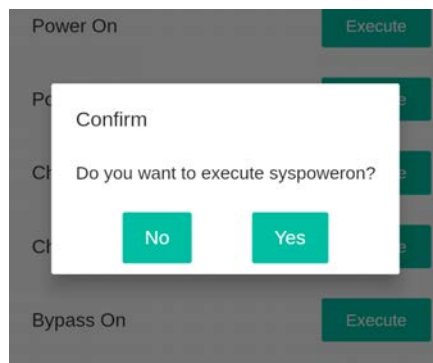 Power On Execute
Confirm
Do you want to execute syspoweron?
No Yes
Bypass On Execute